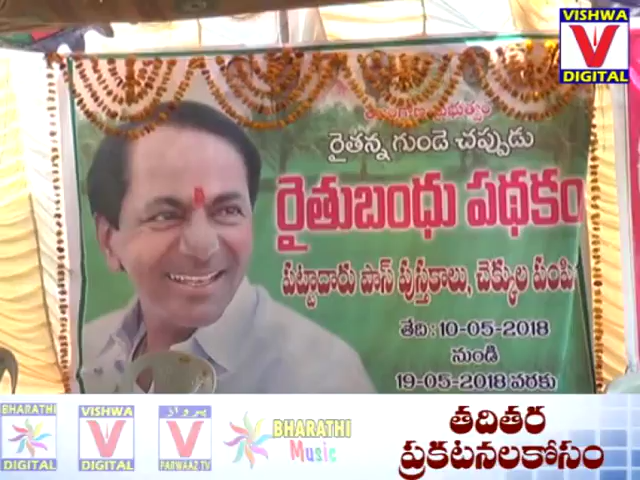 VISHWA
V
DIGITAL
తెలంగాణ ప్రభుత్వం
రైతన్న గుండె చప్పుడు
రైతుబంధు పథకం
పట్టాదారు పాస్ పుస్తకాలు, చెక్కుల పంపి
తేది: 10-05-2018
నుండి
19-05-2018 వరకు
BHARATHI
DIGITAL
VISHWA
V
DIGITAL
V
PARWAAZ TV
BHARATHI
Music
తదితర
ప్రకటనలకోసం